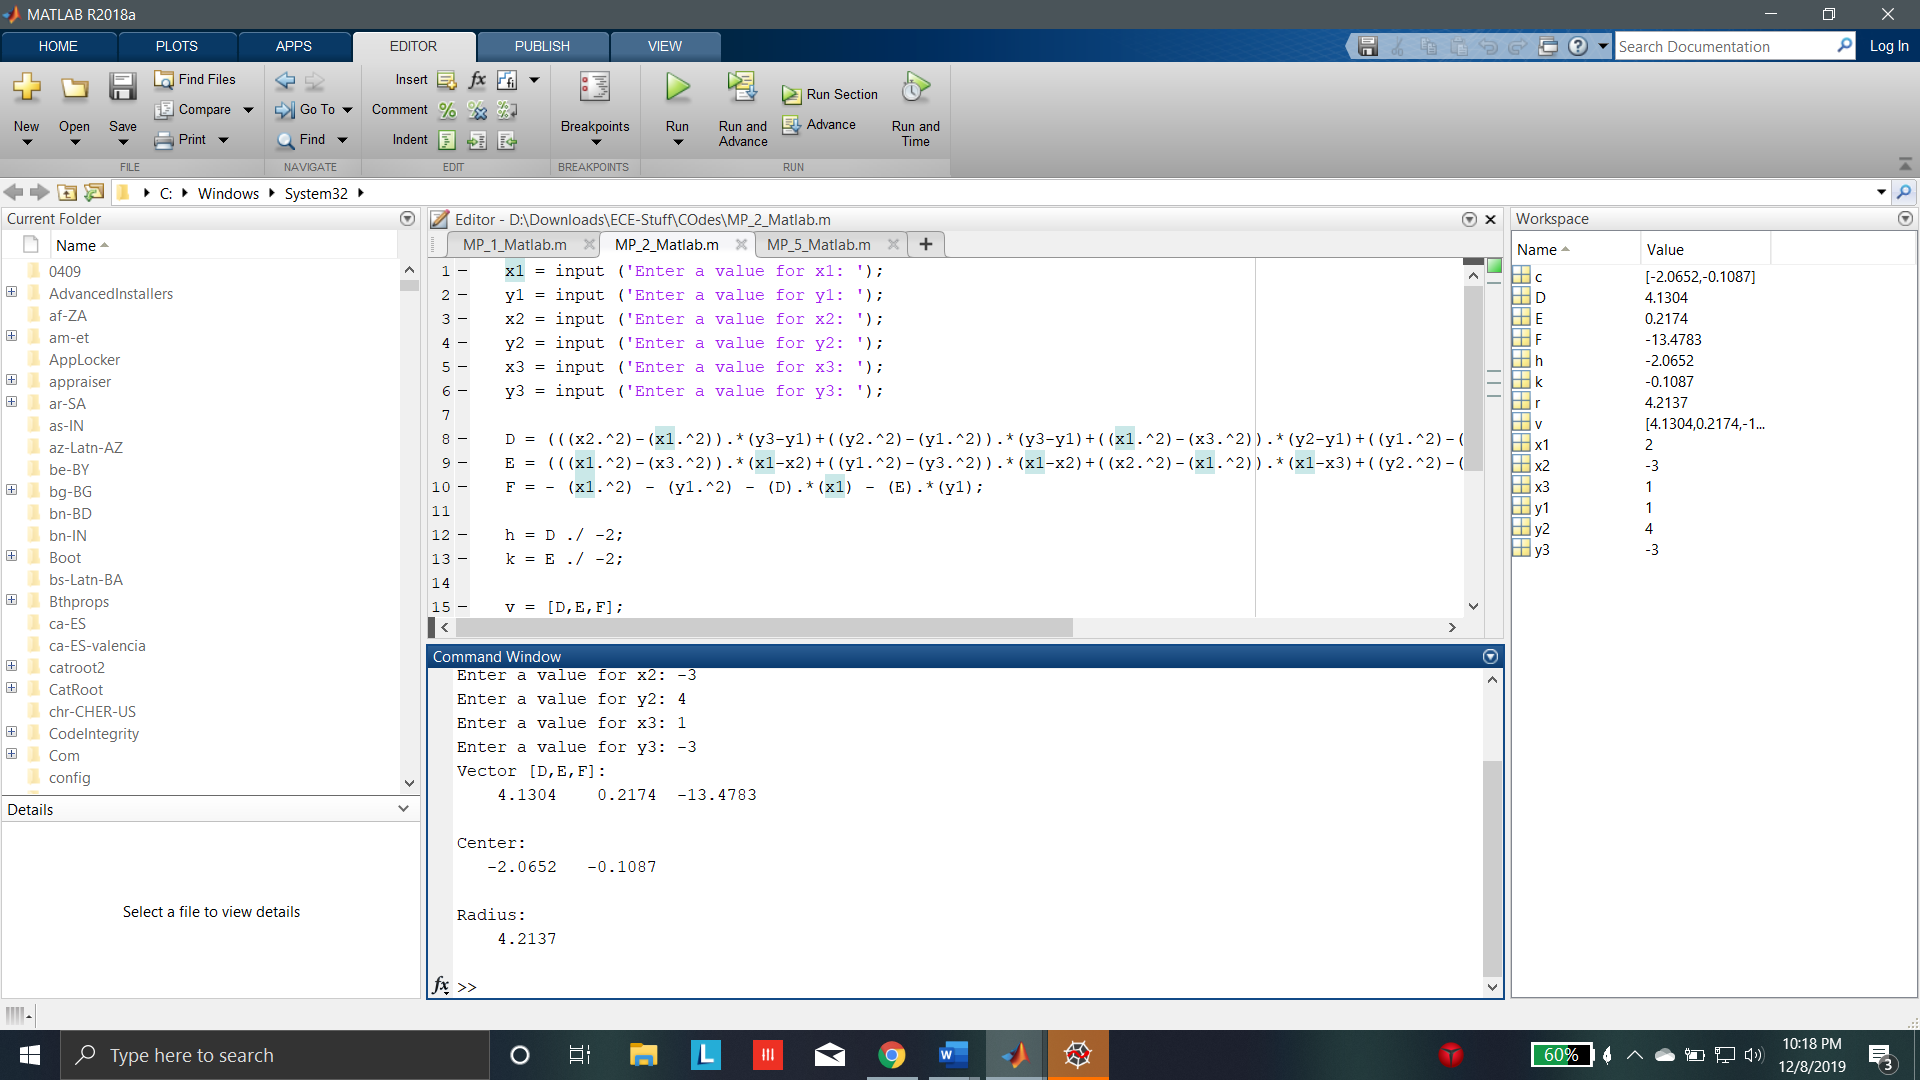 MATLAB R2018a
HOME PLOTS APPS EDITOR PUBLISH VIEW
Search Documentation Log In
New
Open
Save
Find Files
Compare
Print
FILE
Go To
Find
NAVIGATE
Insert fx
Comment
Indent
EDIT
Breakpoints
BREAKPOINTS
Run
Run and Advance
Run Section
Advance
Run and Time
RUN
C: Windows System32
Current Folder
Name
0409
AdvancedInstallers
af-ZA
am-et
AppLocker
appraiser
ar-SA
as-IN
az-Latn-AZ
be-BY
bg-BG
bn-BD
bn-IN
Boot
bs-Latn-BA
Bthprops
ca-ES
ca-ES-valencia
catroot2
CatRoot
chr-CHER-US
CodeIntegrity
Com
config
Details
Select a file to view details
Editor - D:\Downloads\ECE-Stuff\COdes\MP_2_Matlab.m
MP_1_Matlab.m MP_2_Matlab.m MP_5_Matlab.m +
1 - x1 = input ('Enter a value for x1: ');
2 - y1 = input ('Enter a value for y1: ');
3 - x2 = input ('Enter a value for x2: ');
4 - y2 = input ('Enter a value for y2: ');
5 - x3 = input ('Enter a value for x3: ');
6 - y3 = input ('Enter a value for y3: ');
7
8 - D = (((x2.^2)-(x1.^2)).*(y3-y1)+((y2.^2)-(y1.^2)).*(y3-y1)+((x1.^2)-(x3.^2)).*(y2-y1)+((y1.^2)-(
9 - E = (((x1.^2)-(x3.^2)).*(x1-x2)+((y1.^2)-(y3.^2)).*(x1-x2)+((x2.^2)-(x1.^2)).*(x1-x3)+((y2.^2)-(
10 - F = - (x1.^2) - (y1.^2) - (D).*(x1) - (E).*(y1);
11
12 - h = D ./ -2;
13 - k = E ./ -2;
14
15 - v = [D,E,F];
Command Window
Enter a value for x2: -3
Enter a value for y2: 4
Enter a value for x3: 1
Enter a value for y3: -3
Vector [D,E,F]:
4.1304 0.2174 -13.4783
Center:
-2.0652 -0.1087
Radius:
4.2137
fx >>
Workspace
Name Value
c [-2.0652,-0.1087]
D 4.1304
E 0.2174
F -13.4783
h -2.0652
k -0.1087
r 4.2137
v [4.1304,0.2174,-1...
x1 2
x2 -3
x3 1
y1 1
y2 4
y3 -3
Type here to search
60%
10:18 PM
12/8/2019
3